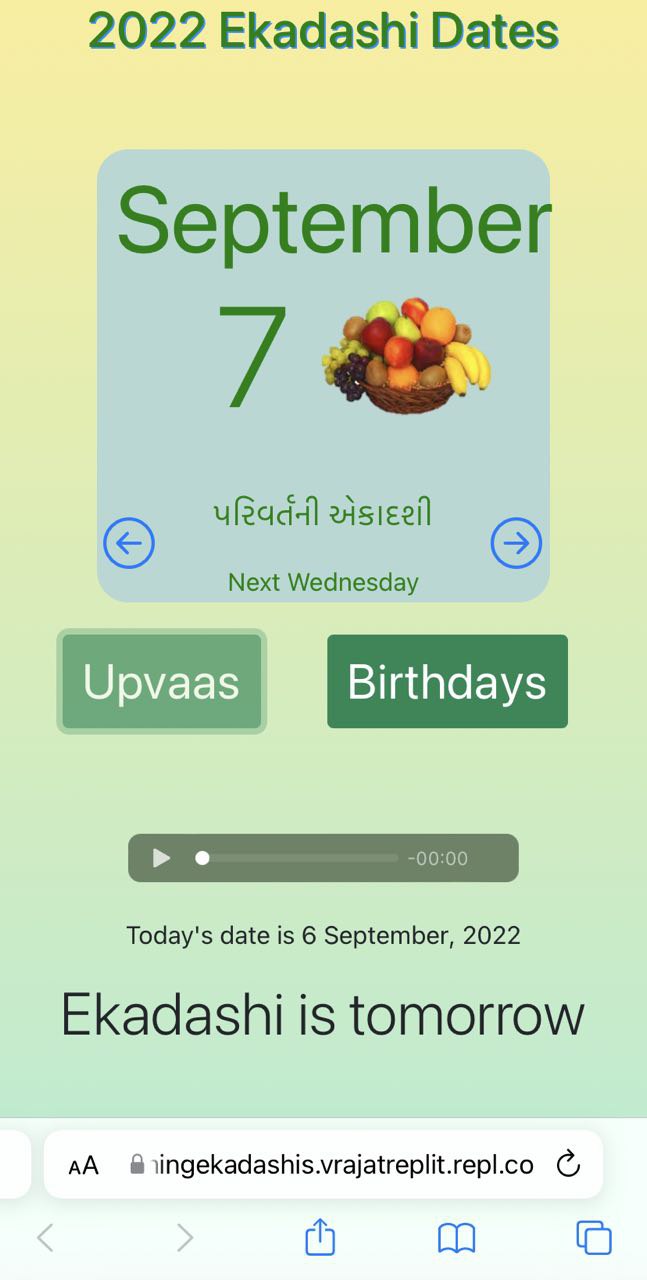 2022 Ekadashi Dates
September
7
પરિવર્તની એકાદશી
Next Wednesday
Upvaas
Birthdays
-00:00
Today's date is 6 September, 2022
Ekadashi is tomorrow
AA
ingekadashis.vrajatreplit.repl.co